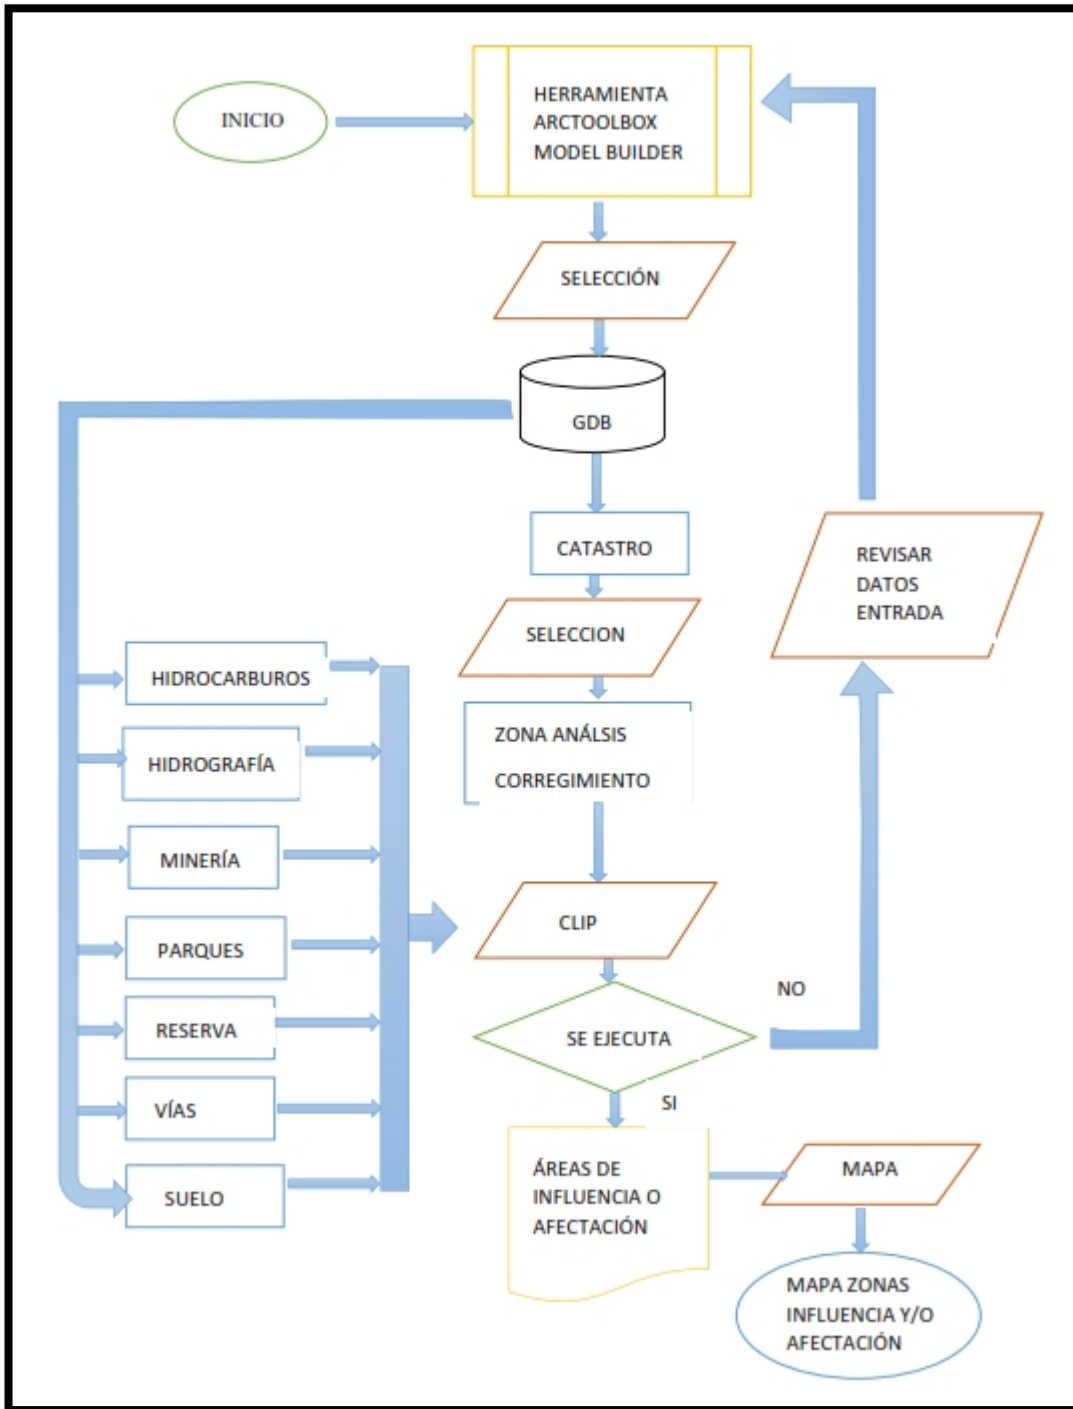 INICIO
HERRAMIENTA
ARCTOOLBOX
MODEL BUILDER
SELECCIÓN
GDB
CATASTRO
SELECCION
ZONA ANÁLSIS
CORREGIMIENTO
REVISAR
DATOS
ENTRADA
HIDROCARBUROS
HIDROGRAFÍA
MINERÍA
PARQUES
RESERVA
VÍAS
SUELO
CLIP
SE EJECUTA
NO
SI
ÁREAS DE
INFLUENCIA O
AFECTACIÓN
MAPA
MAPA ZONAS
INFLUENCIA Y/O
AFECTACIÓN